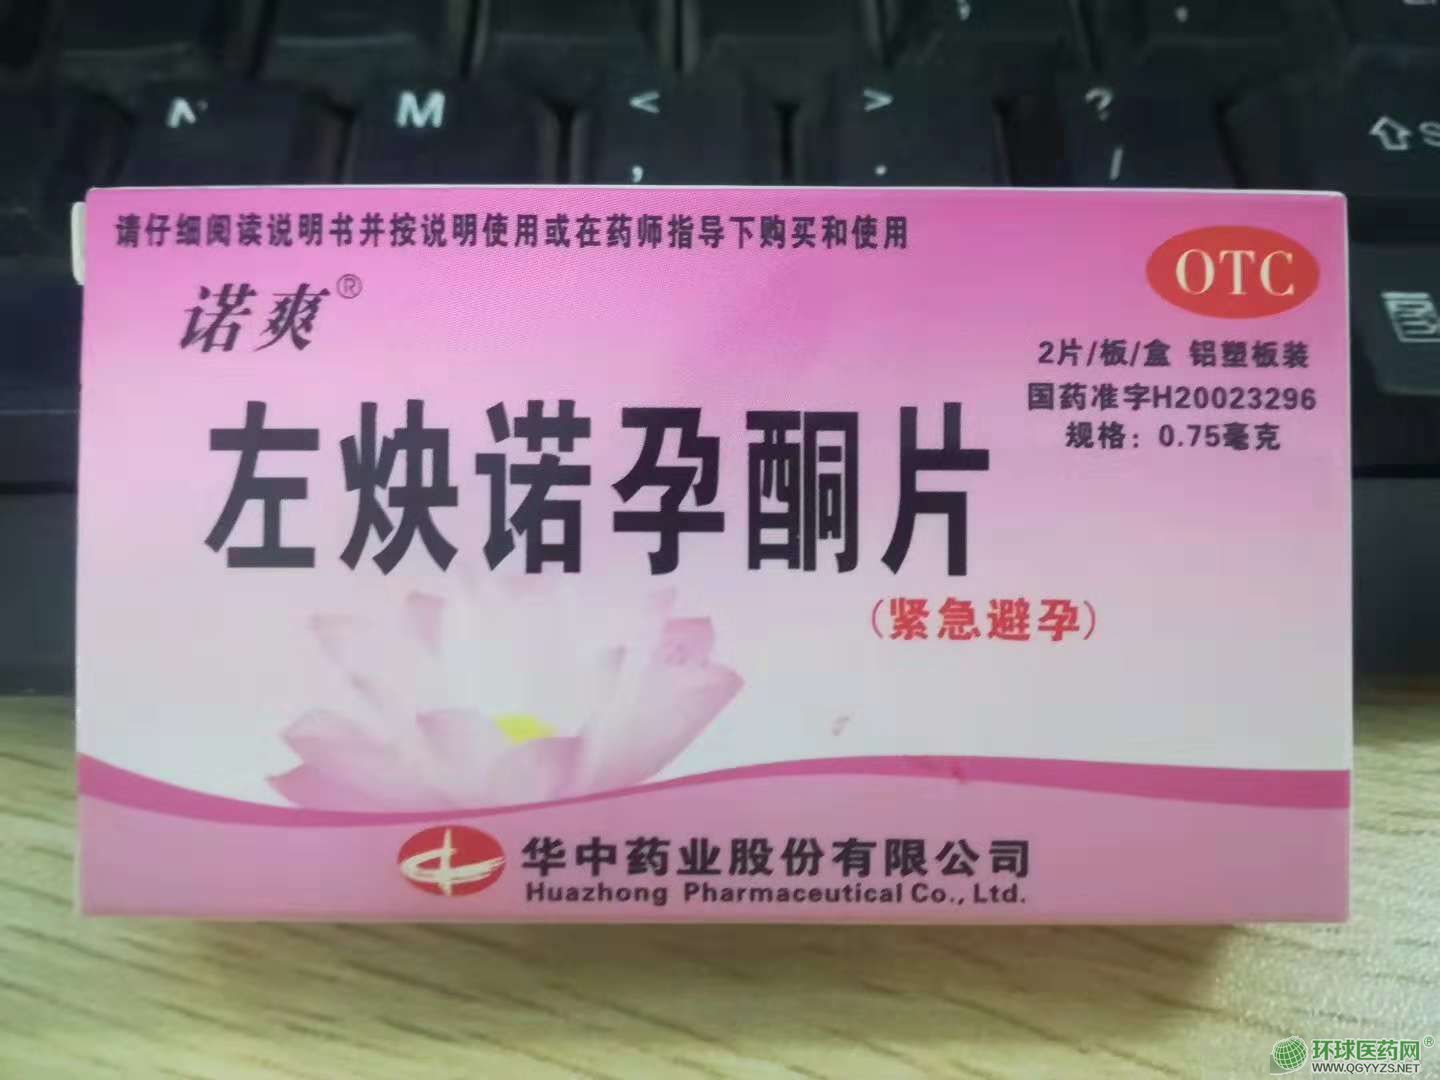 N
M
<
>
?
,
.
/
请仔细阅读说明书并按说明使用或在药师指导下购买和使用
诺爽®
OTC
2片/板/盒 铝塑板装
国药准字H20023296
规格：0.75毫克
左炔诺孕酮片
(紧急避孕)
华中药业股份有限公司
Huazhong Pharmaceutical Co., Ltd.
环球医药网®
WWW.QGYYZS.NET